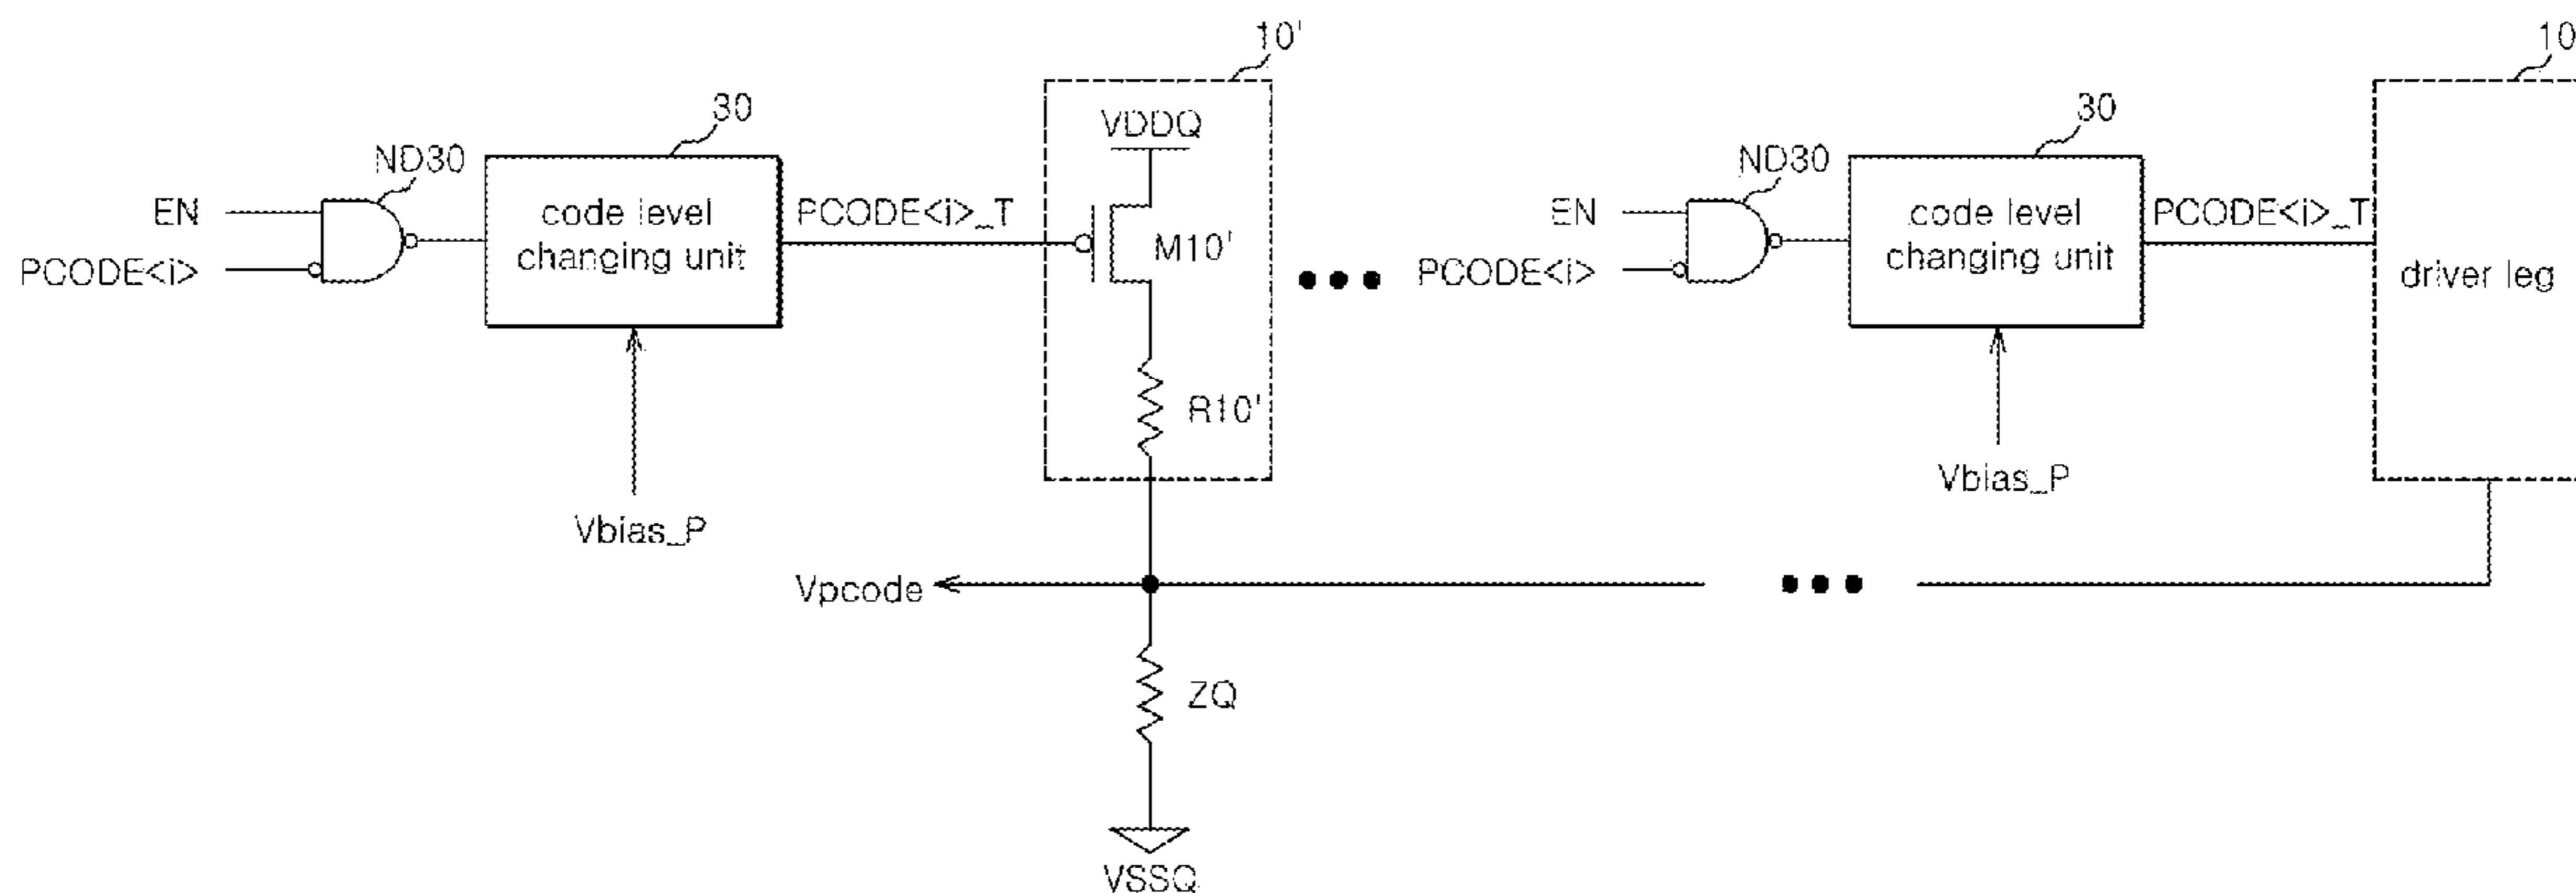 10'
10
30
30
VDDQ
ND30
ND30
EN
code level
changing unit
PCODE<i>_T
M10'
EN
code level
changing unit
PCODE<i>_T
PCODE<i>
PCODE<i>
driver leg
R10'
Vbias_P
Vbias_P
Vpcode
ZQ
VSSQ